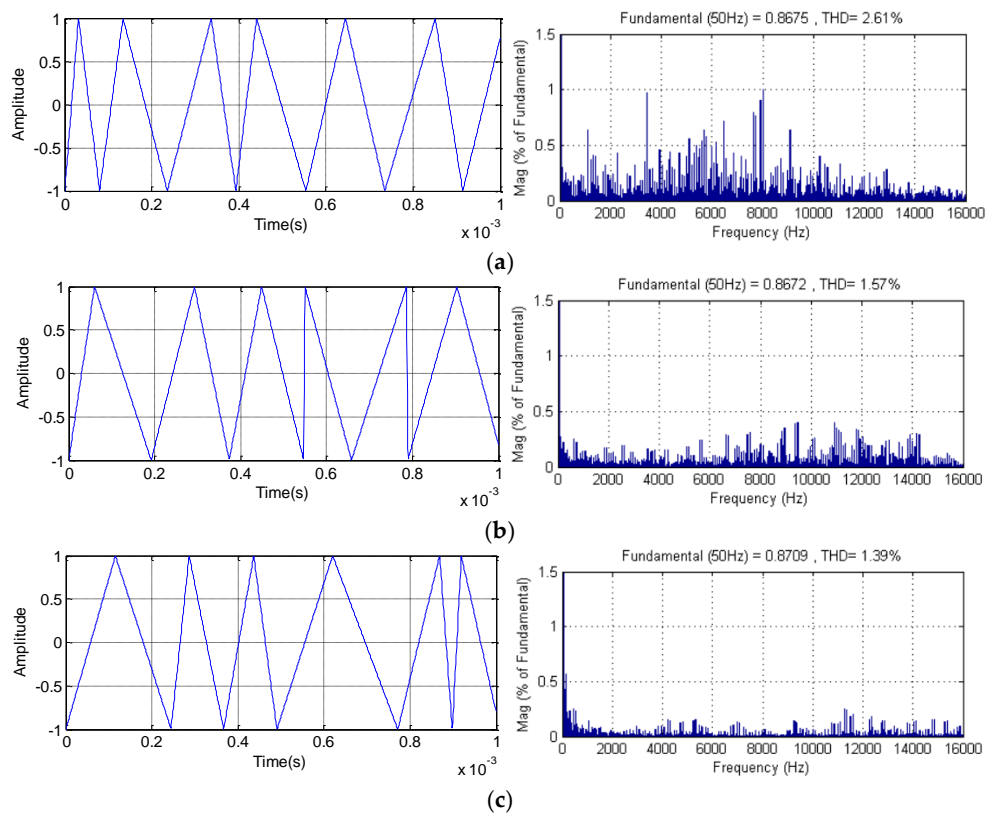 Fundamental (50Hz) = 0.8675 , THD= 2.61%
Amplitude
1
0.5
0
-0.5
-1
0 0.2 0.4 0.6 0.8 1
Time(s)
x 10^-3
Mag (% of Fundamental)
1.5
1
0.5
0
0 2000 4000 6000 8000 10000 12000 14000 16000
Frequency (Hz)
(a)
Fundamental (50Hz) = 0.8672 , THD= 1.57%
Amplitude
1
0.5
0
-0.5
-1
0 0.2 0.4 0.6 0.8 1
Time(s)
x 10^-3
Mag (% of Fundamental)
1.5
1
0.5
0
0 2000 4000 6000 8000 10000 12000 14000 16000
Frequency (Hz)
(b)
Fundamental (50Hz) = 0.8709 , THD= 1.39%
Amplitude
1
0.5
0
-0.5
-1
0 0.2 0.4 0.6 0.8 1
Time(s)
x 10^-3
Mag (% of Fundamental)
1.5
1
0.5
0
0 2000 4000 6000 8000 10000 12000 14000 16000
Frequency (Hz)
(c)